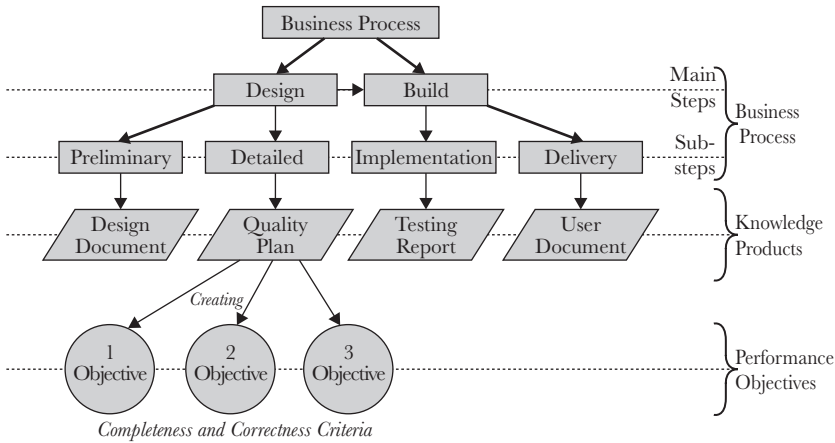 Business Process
Design
Build
Main
Steps
Business
Process
Preliminary
Detailed
Implementation
Delivery
Sub-
steps
Design
Document
Quality
Plan
Testing
Report
User
Document
Knowledge
Products
Creating
1
Objective
2
Objective
3
Objective
Performance
Objectives
Completeness and Correctness Criteria